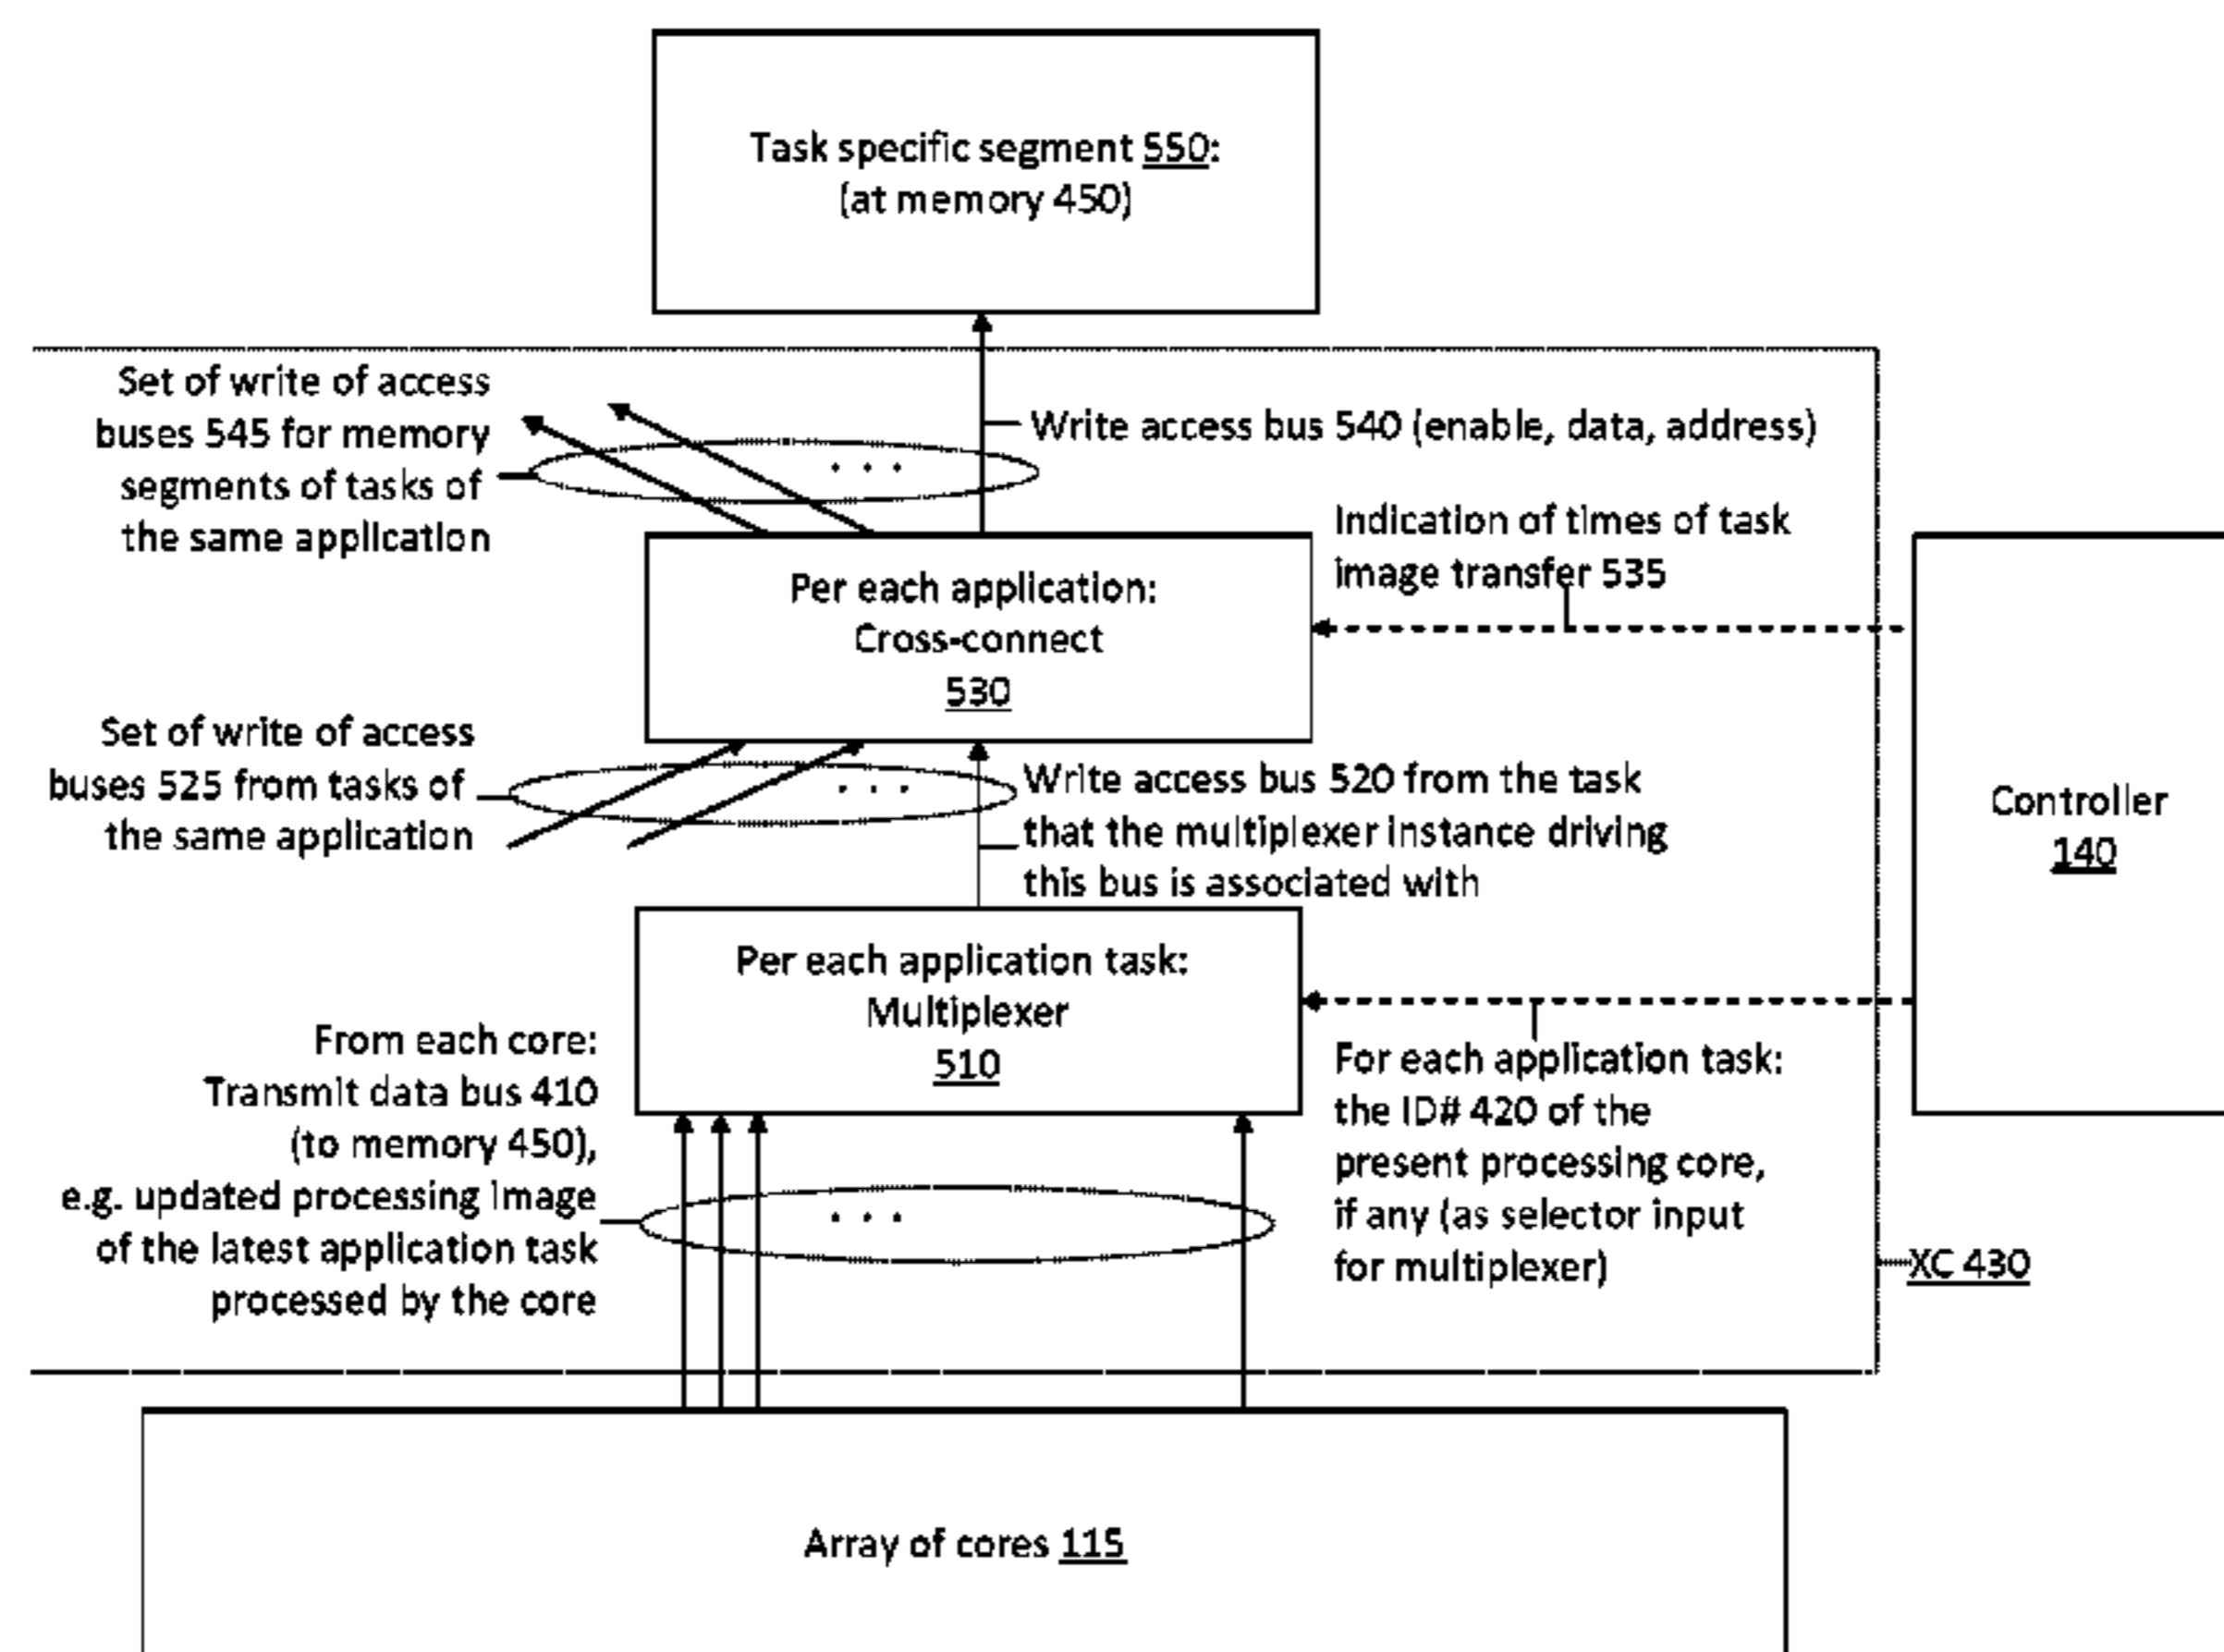 Task specific segment 550:
(at memory 450)
Set of write of access
buses 545 for memory
segments of tasks of
the same application
Write access bus 540 (enable, data, address)
Indication of times of task
image transfer 535
Per each application:
Cross-connect
530
Set of write of access
buses 525 from tasks of
the same application
Write access bus 520 from the task
that the multiplexer instance driving
this bus is associated with
Controller
140
Per each application task:
Multiplexer
510
From each core:
Transmit data bus 410
(to memory 450),
e.g. updated processing image
of the latest application task
processed by the core
For each application task:
the ID# 420 of the
present processing core,
if any (as selector input
for multiplexer)
XC 430
Array of cores 115